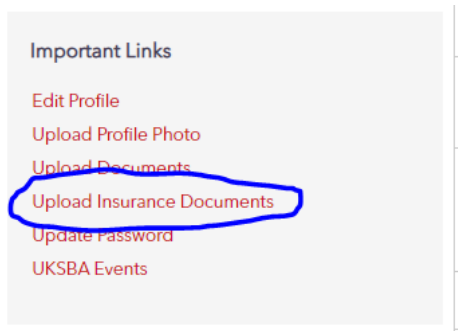 Important Links
Edit Profile
Upload Profile Photo
Upload Documents
Upload Insurance Documents
Update Password
UKSBA Events